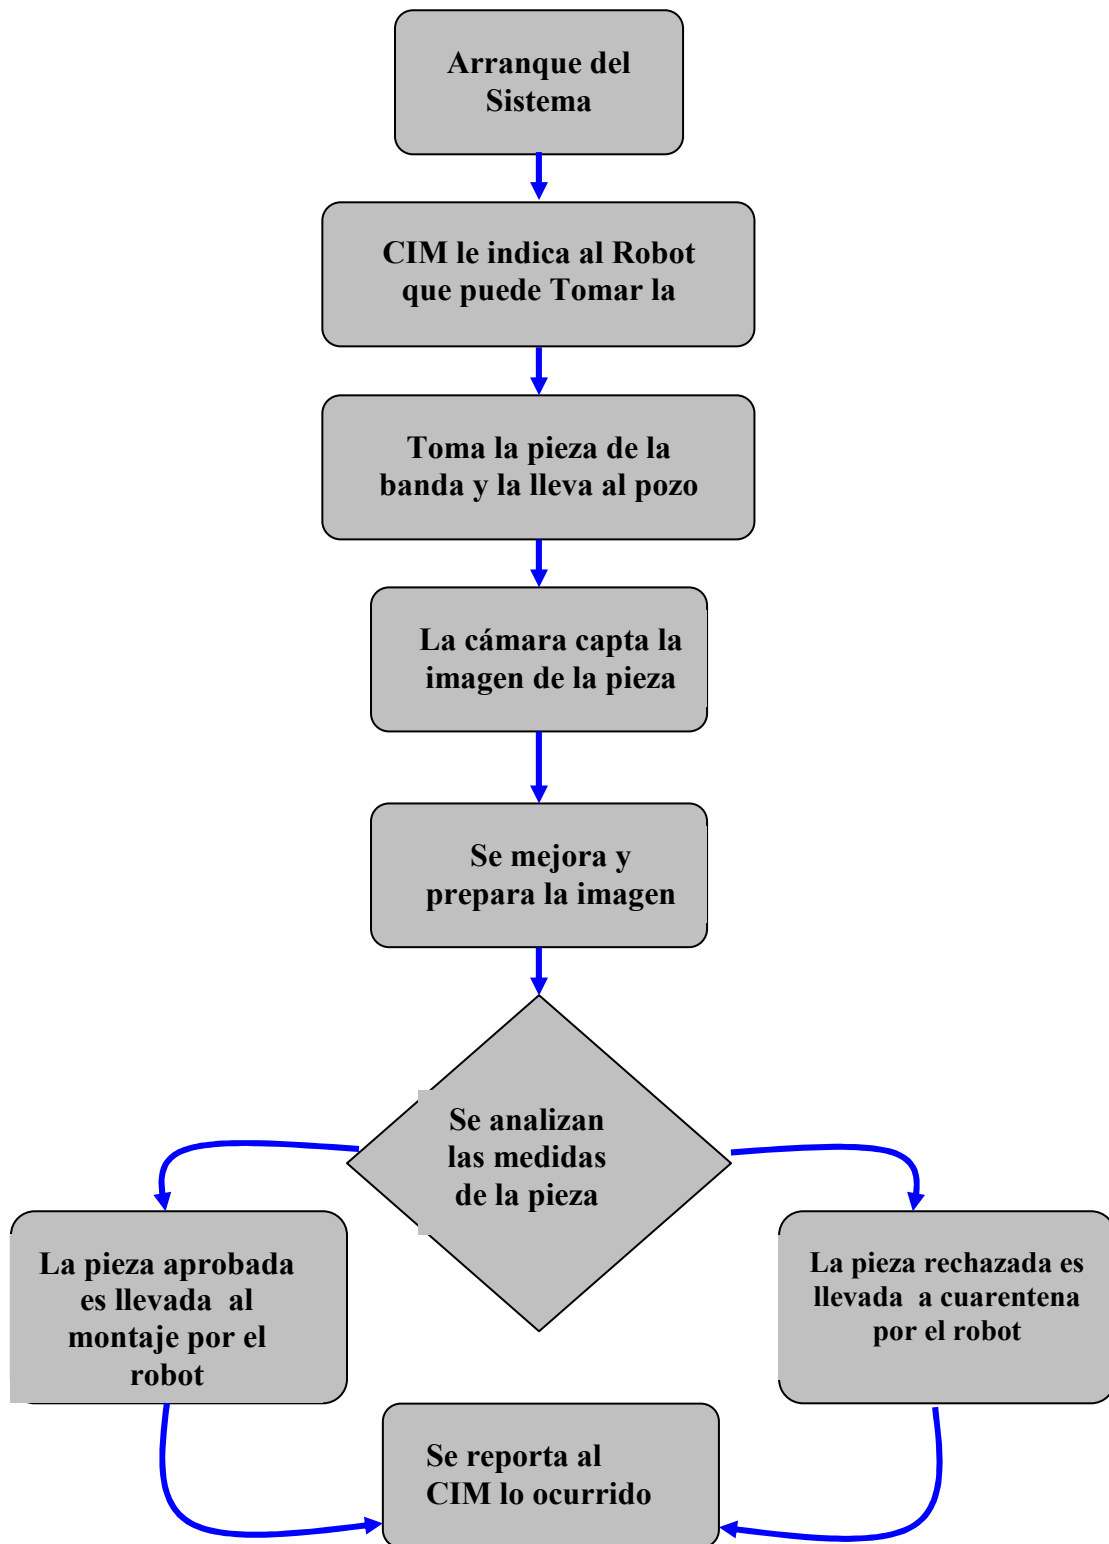 Arranque del
Sistema
CIM le indica al Robot
que puede Tomar la
Toma la pieza de la
banda y la lleva al pozo
La cámara capta la
imagen de la pieza
Se mejora y
prepara la imagen
Se analizan
las medidas
de la pieza
La pieza aprobada
es llevada al
montaje por el
robot
La pieza rechazada es
llevada a cuarentena
por el robot
Se reporta al
CIM lo ocurrido